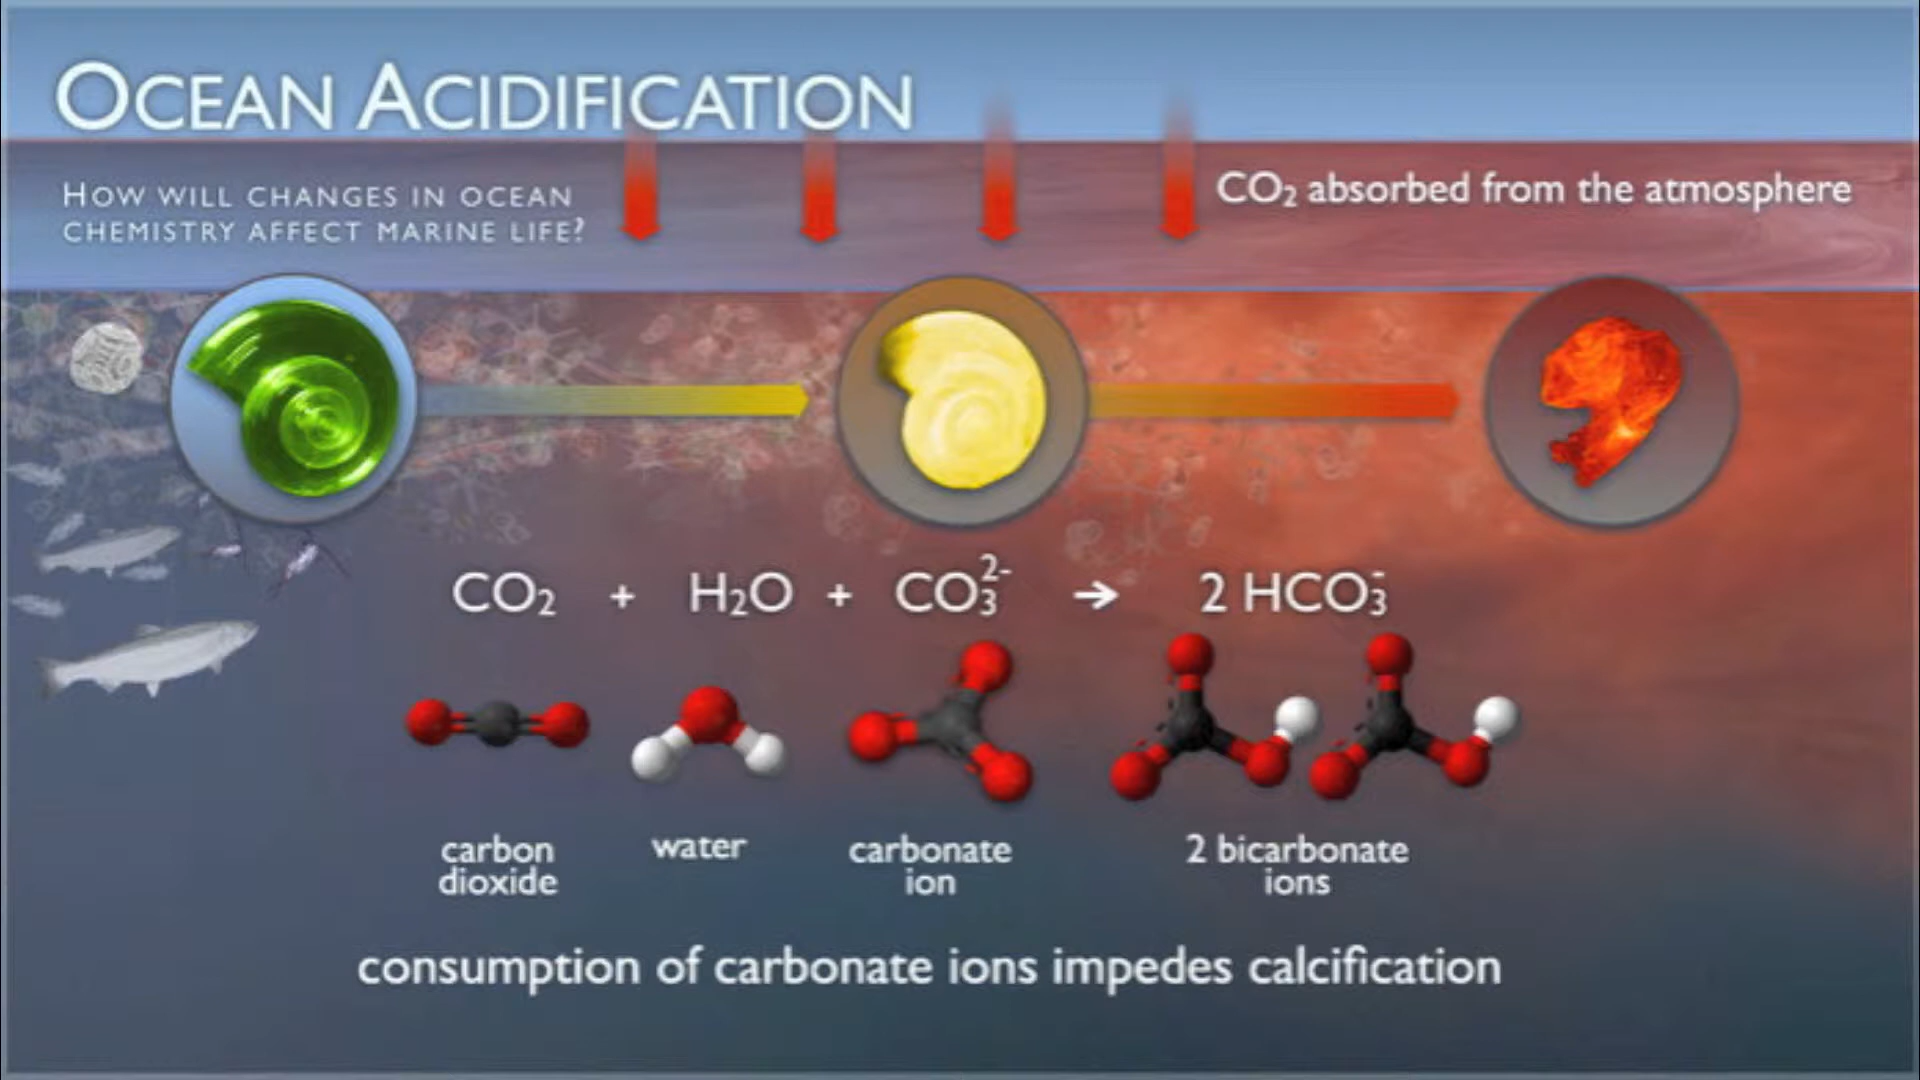 OCEAN ACIDIFICATION
HOW WILL CHANGES IN OCEAN
CHEMISTRY AFFECT MARINE LIFE?
CO₂ absorbed from the atmosphere
CO₂ + H₂O + CO₃²⁻ → 2 HCO₃⁻
carbon
dioxide
water
carbonate
ion
2 bicarbonate
ions
consumption of carbonate ions impedes calcification